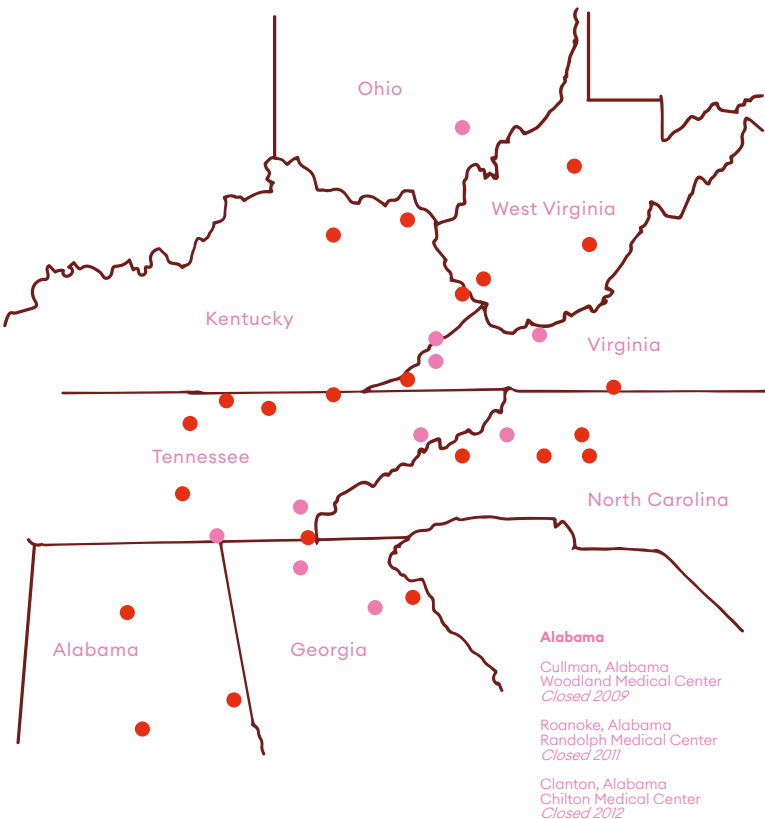 Ohio
West Virginia
Kentucky
Virginia
Tennessee
North Carolina
Alabama
Georgia
Alabama
Cullman, Alabama
Woodland Medical Center
Closed 2009
Roanoke, Alabama
Randolph Medical Center
Closed 2011
Clanton, Alabama
Chilton Medical Center
Closed 2012